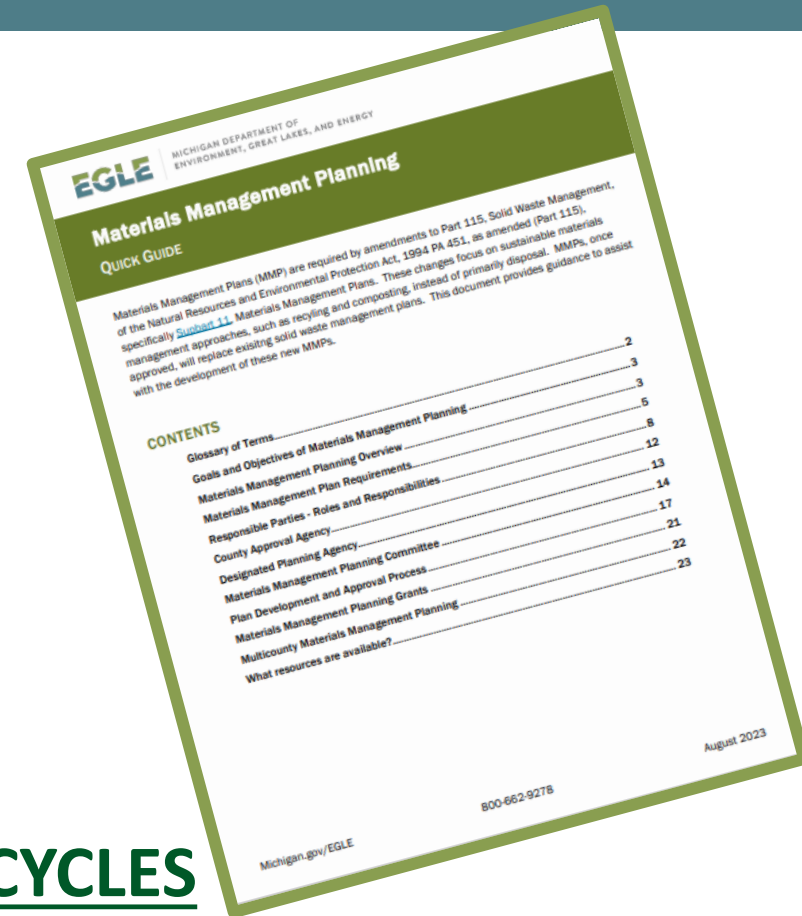 EGLE
MICHIGAN DEPARTMENT OF
ENVIRONMENT, GREAT LAKES, AND ENERGY
Materials Management Planning
QUICK GUIDE
Materials Management Plans (MMP) are required by amendments to Part 115, Solid Waste Management,
of the Natural Resources and Environmental Protection Act, 1994 PA 451, as amended (Part 115),
specifically Subpart 11, Materials Management Plans. These changes focus on sustainable materials
management approaches, such as recyling and composting, instead of primarily disposal. MMPs, once
approved, will replace exisitng solid waste management plans. This document provides guidance to assist
with the development of these new MMPs.
CONTENTS
Glossary of Terms 2
Goals and Objectives of Materials Management Planning 3
Materials Management Planning Overview 3
Materials Management Plan Requirements 5
Responsible Parties - Roles and Responsibilities 8
County Approval Agency 12
Designated Planning Agency 13
Materials Management Planning Committee 14
Plan Development and Approval Process 17
Materials Management Planning Grants 21
Multicounty Materials Management Planning 22
What resources are available? 23
Michigan.gov/EGLE
800-662-9278
August 2023
CYCLES